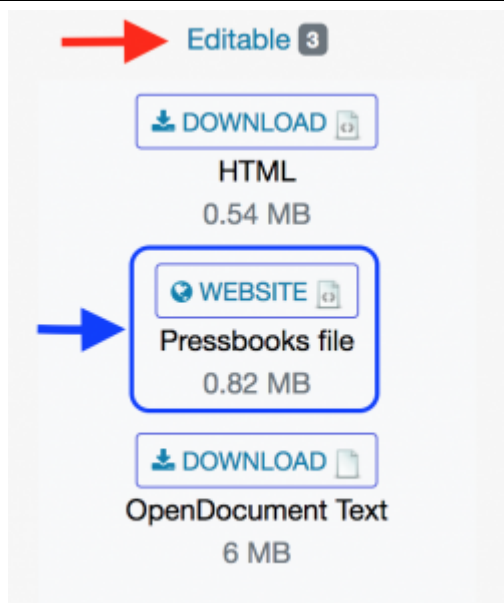 Editable 3
DOWNLOAD
HTML
0.54 MB
WEBSITE
Pressbooks file
0.82 MB
DOWNLOAD
OpenDocument Text
6 MB